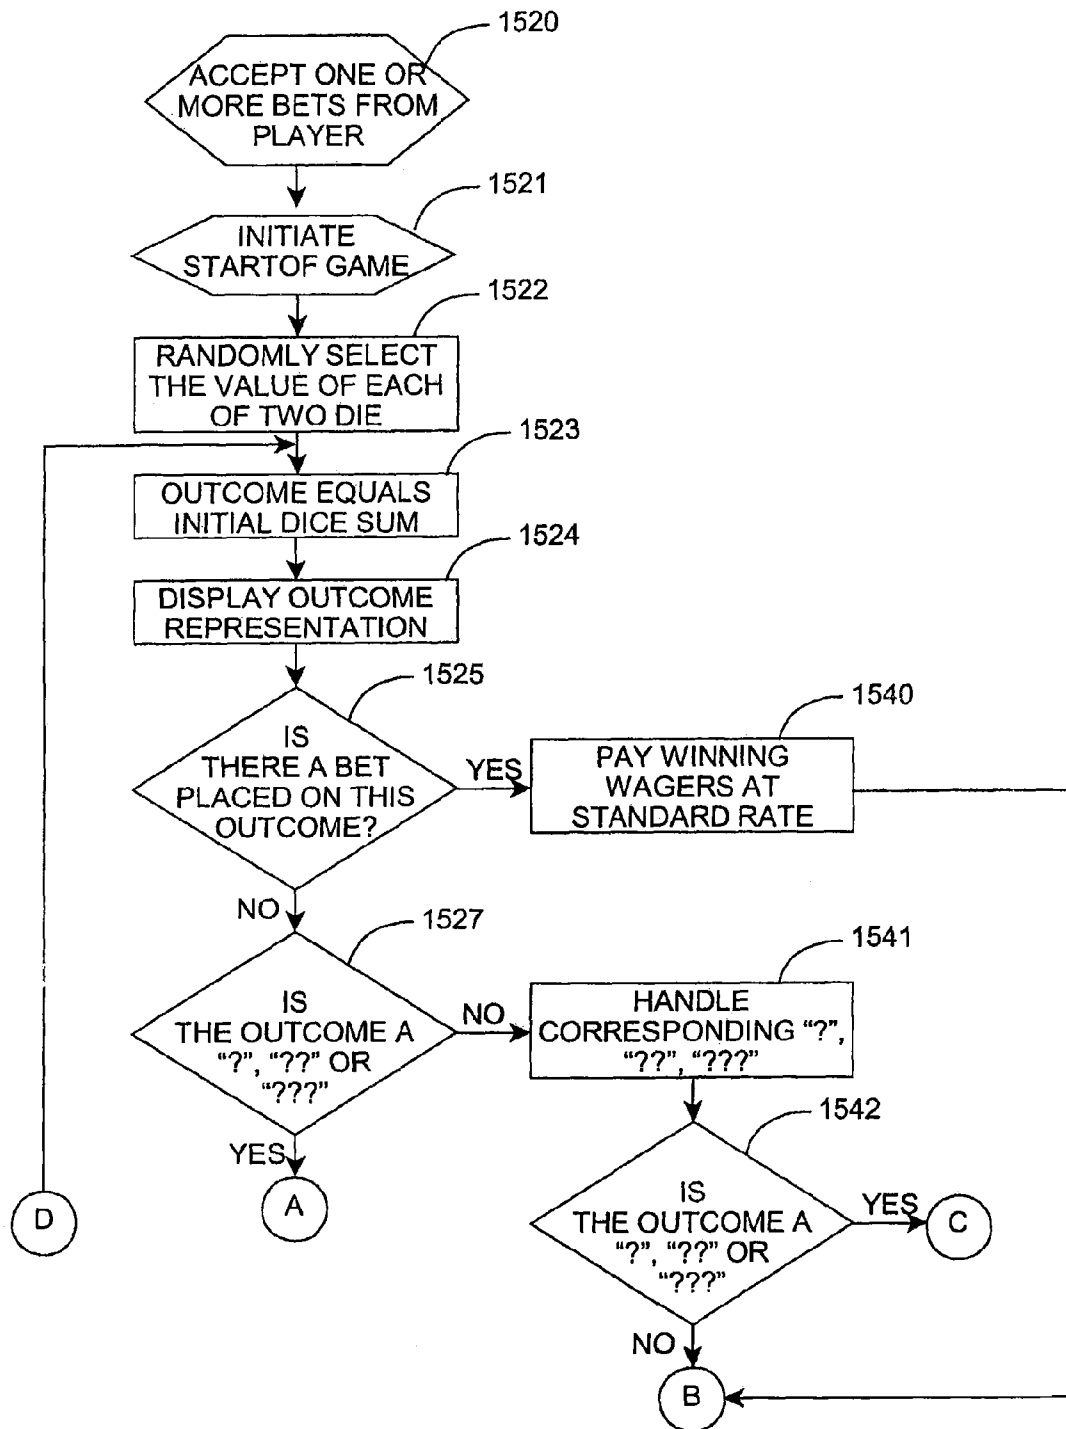 1520
ACCEPT ONE OR
MORE BETS FROM
PLAYER
1521
INITIATE
STARTOF GAME
1522
RANDOMLY SELECT
THE VALUE OF EACH
OF TWO DIE
1523
OUTCOME EQUALS
INITIAL DICE SUM
1524
DISPLAY OUTCOME
REPRESENTATION
1525
IS
THERE A BET
PLACED ON THIS
OUTCOME?
YES
1540
PAY WINNING
WAGERS AT
STANDARD RATE
NO
1527
IS
THE OUTCOME A
“?”, “??” OR
“???”
NO
1541
HANDLE
CORRESPONDING “?”,
“??”, “???”
YES
1542
IS
THE OUTCOME A
“?”, “??” OR
“???”
YES
C
D
A
NO
B